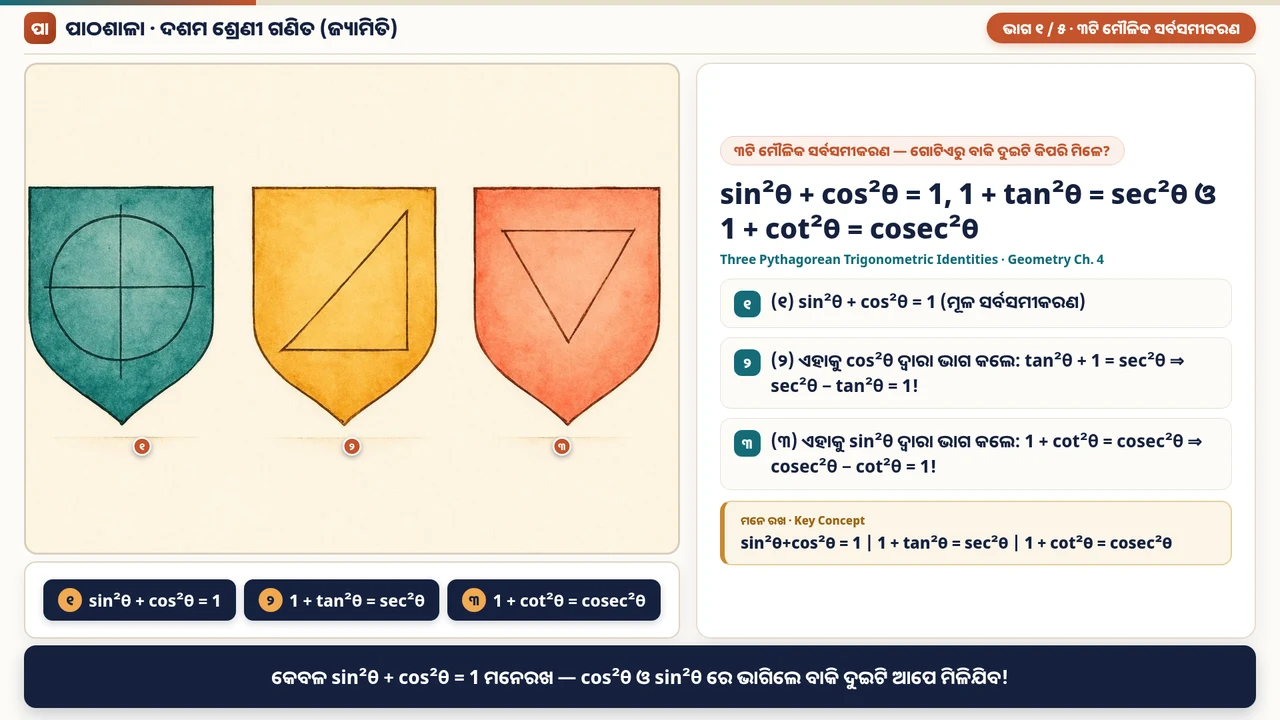 ପା ପାଠଶାଳା · ଦଶମ ଶ୍ରେଣୀ ଗଣିତ (ଜ୍ୟାମିତି)
ଭାଗ ୧ / ୫ · ୩ଟି ମୌଳିକ ସର୍ବସମୀକରଣ
୧
୨
୩
୧ sin²θ + cos²θ = 1
୨ 1 + tan²θ = sec²θ
୩ 1 + cot²θ = cosec²θ
୩ଟି ମୌଳିକ ସର୍ବସମୀକରଣ — ଗୋଟିଏରୁ ବାକି ଦୁଇଟି କିପରି ମିଳେ?
sin²θ + cos²θ = 1, 1 + tan²θ = sec²θ ଓ
1 + cot²θ = cosec²θ
Three Pythagorean Trigonometric Identities · Geometry Ch. 4
୧ (୧) sin²θ + cos²θ = 1 (ମୂଳ ସର୍ବସମୀକରଣ)
୨ (୨) ଏହାକୁ cos²θ ଦ୍ୱାରା ଭାଗ କଲେ: tan²θ + 1 = sec²θ ⇒
sec²θ − tan²θ = 1!
୩ (୩) ଏହାକୁ sin²θ ଦ୍ୱାରା ଭାଗ କଲେ: 1 + cot²θ = cosec²θ ⇒
cosec²θ − cot²θ = 1!
ମନେ ରଖ · Key Concept
sin²θ+cos²θ = 1 | 1 + tan²θ = sec²θ | 1 + cot²θ = cosec²θ
କେବଳ sin²θ + cos²θ = 1 ମନେରଖ — cos²θ ଓ sin²θ ରେ ଭାଗିଲେ ବାକି ଦୁଇଟି ଆପେ ମିଳିଯିବ!